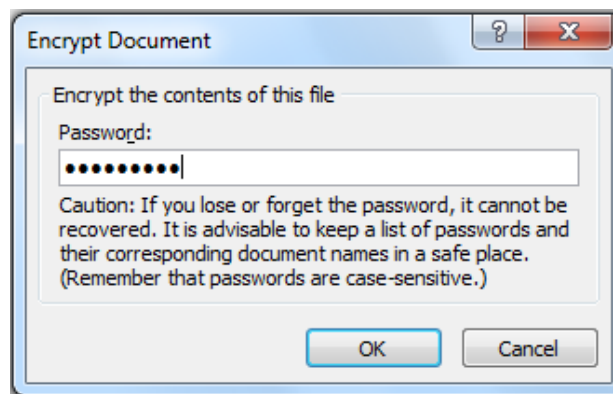 Encrypt Document
?
X
Encrypt the contents of this file
Password:
●●●●●●●●●
Caution: If you lose or forget the password, it cannot be
recovered. It is advisable to keep a list of passwords and
their corresponding document names in a safe place.
(Remember that passwords are case-sensitive.)
OK
Cancel